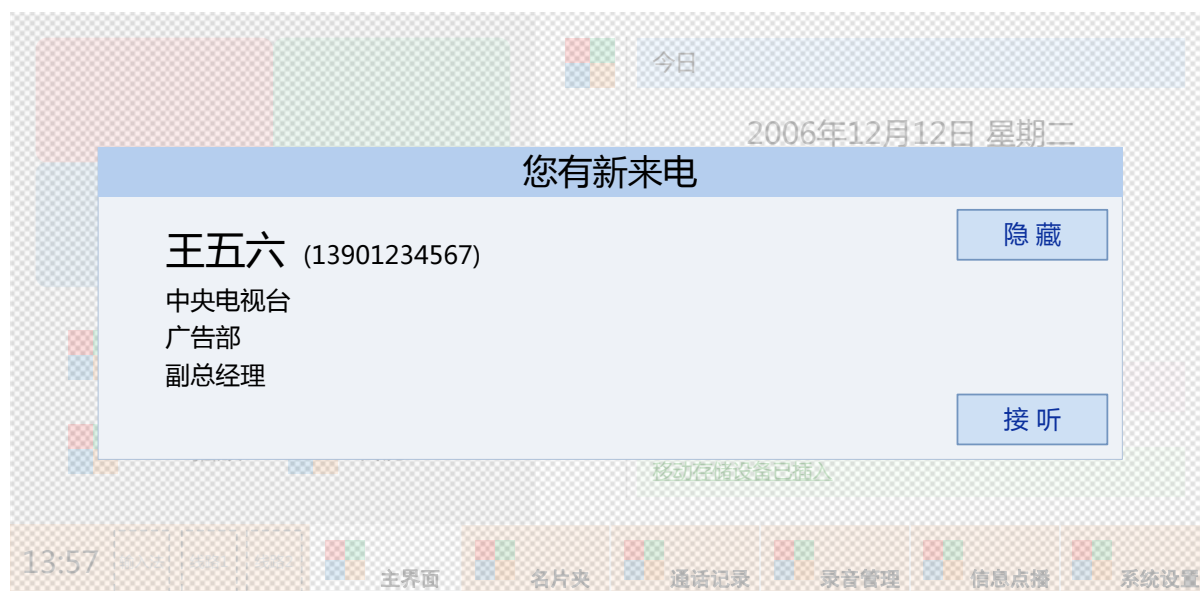 今日
2006年12月12日 星期二
您有新来电
王五六 (13901234567)
隐 藏
中央电视台
广告部
副总经理
接 听
移动存储设备已插入
13:57
主界面
名片夹
通话记录
录音管理
信息点播
系统设置